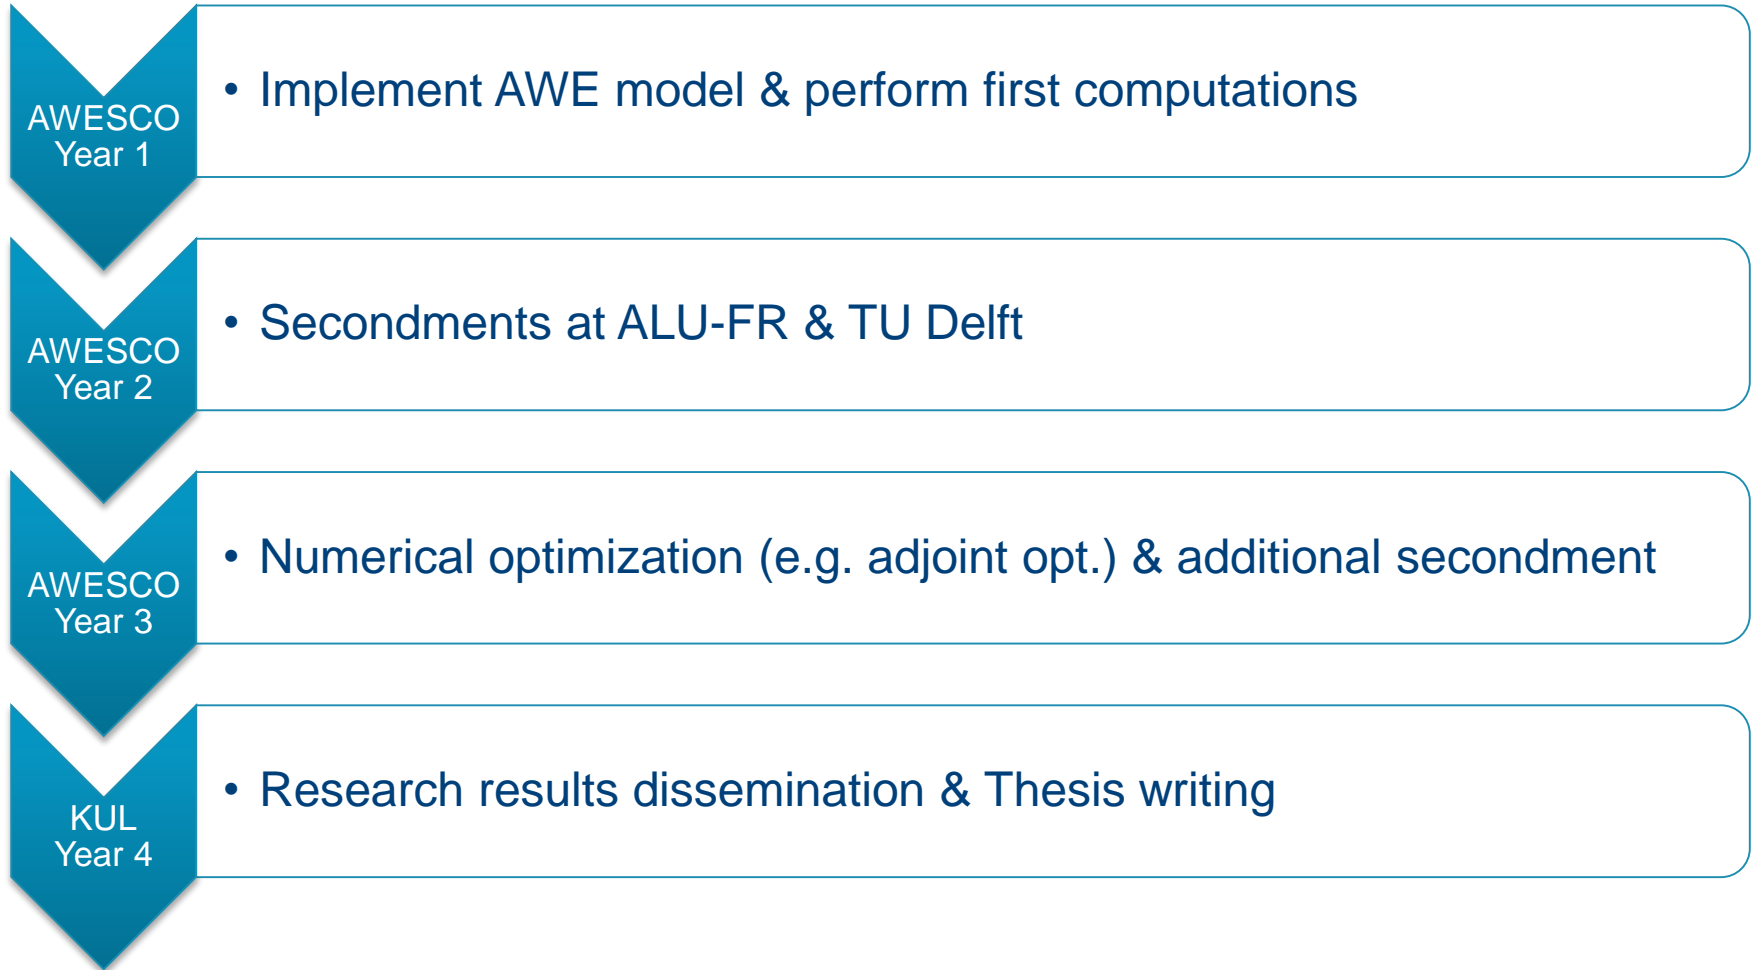 AWESCO
Year 1
• Implement AWE model & perform first computations
AWESCO
Year 2
• Secondments at ALU-FR & TU Delft
AWESCO
Year 3
• Numerical optimization (e.g. adjoint opt.) & additional secondment
KUL
Year 4
• Research results dissemination & Thesis writing